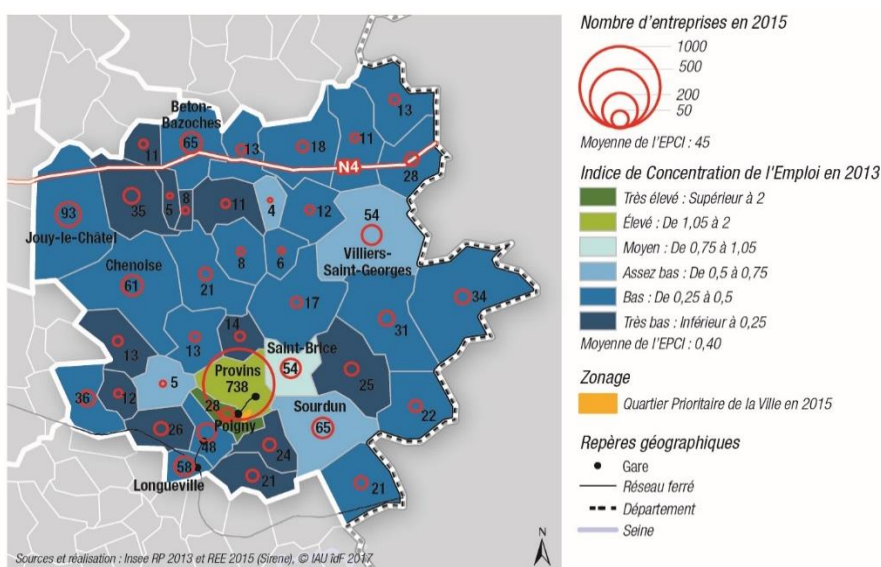 Beton-
Bazoches
65
13
11
13
18
11
28
N4
35
5
8
11
4
12
54
Villiers-
Saint-Georges
93
Jouy-le-Châtel
Chenoise
61
21
8
6
17
34
31
14
13
13
Saint-Brice
54
Provins
738
25
5
36
12
28
Poigny
Sourdun
65
22
26
48
24
58
Longueville
21
21
N
Sources et réalisation : Insee RP 2013 et REE 2015 (Sirene), © IAU îdF 2017
Nombre d'entreprises en 2015
1000
500
200
50
Moyenne de l'EPCI : 45
Indice de Concentration de l'Emploi en 2013
Très élevé : Supérieur à 2
Élevé : De 1,05 à 2
Moyen : De 0,75 à 1,05
Assez bas : De 0,5 à 0,75
Bas : De 0,25 à 0,5
Très bas : Inférieur à 0,25
Moyenne de l'EPCI : 0,40
Zonage
Quartier Prioritaire de la Ville en 2015
Repères géographiques
Gare
Réseau ferré
Département
Seine